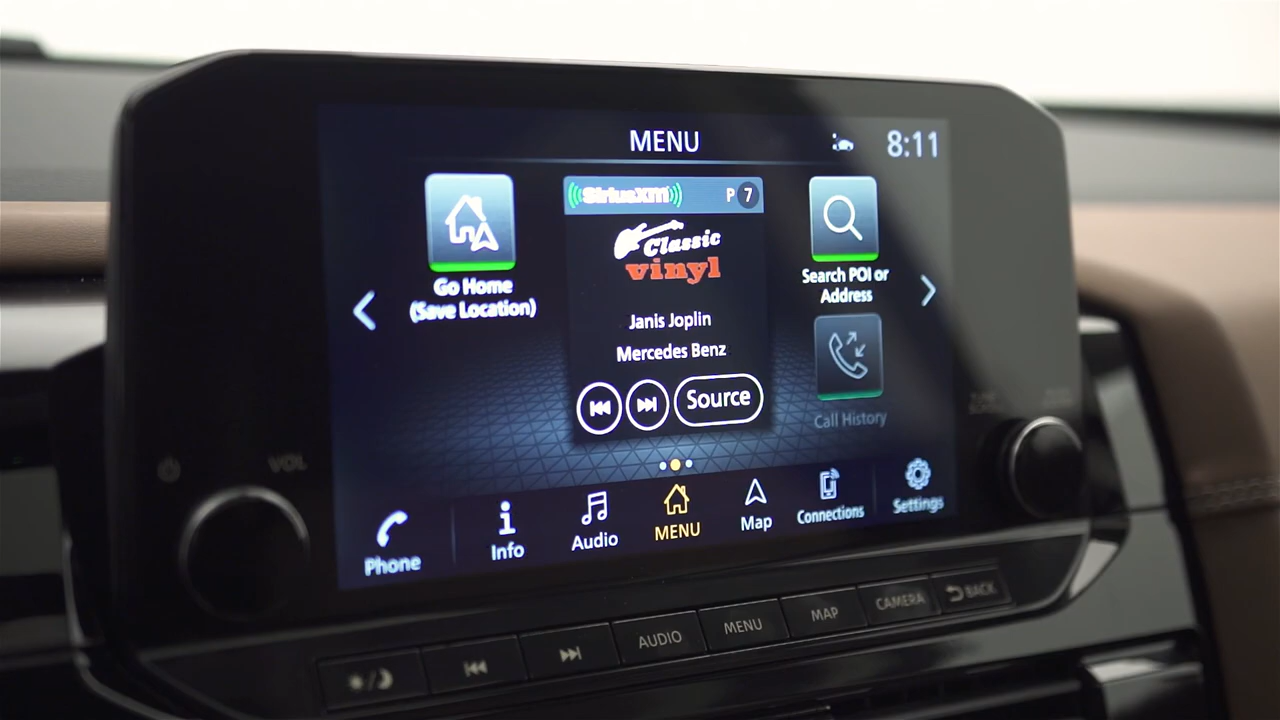 MENU
8:11
Go Home
(Save Location)
SiriusXM
P 7
Classic
vinyl
Janis Joplin
Mercedes Benz
Source
Search POI or
Address
Call History
Phone
Info
Audio
MENU
Map
Connections
Settings
VOL
AUDIO
MENU
MAP
CAMERA
BACK